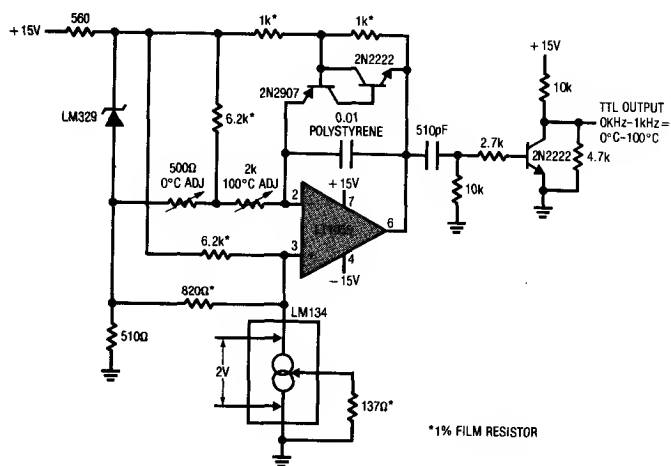 +15V
560
1k*
1k*
2N2222
2N2907
+15V
10k
LM329
6.2k*
0.01
POLYSTYRENE
510pF
TTL OUTPUT
0KHz-1kHz=
0°C-100°C
2.7k
2N2222
4.7k
500Ω
0°C ADJ
2k
100°C ADJ
+15V
2
7
10k
6
6.2k*
3
4
-15V
820Ω*
LM134
510Ω
2V
137Ω*
*1% FILM RESISTOR